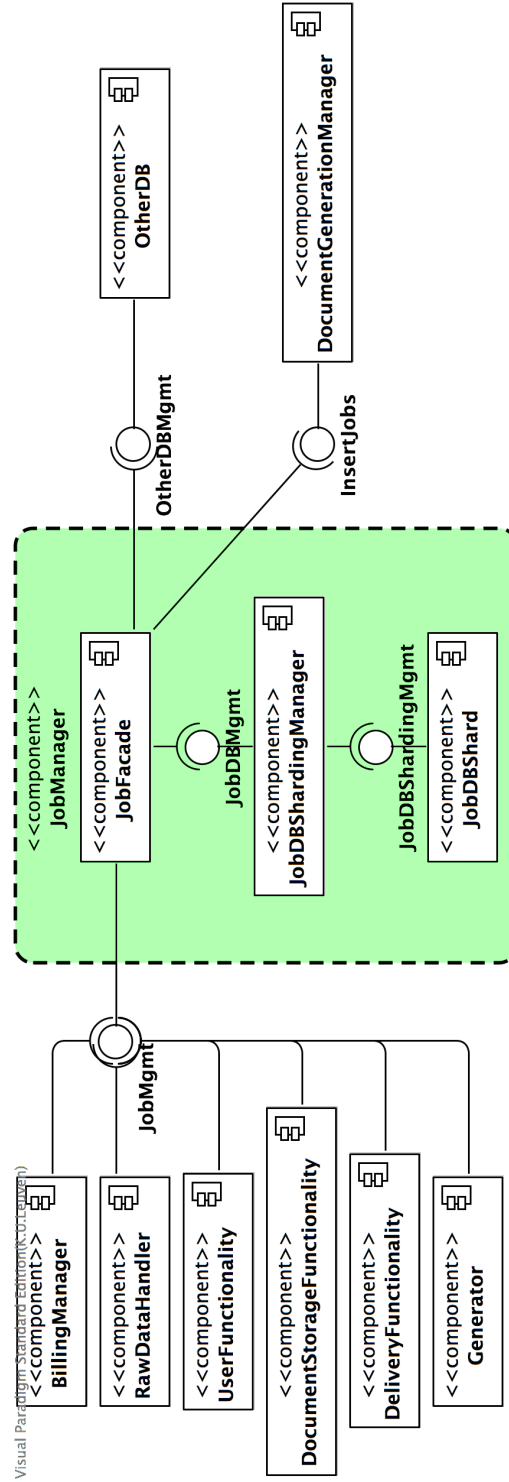 Visual Paradigm Standard Edition(K.U.Leuven)
<<component>>
BillingManager
<<component>>
RawDataHandler
<<component>>
UserFunctionality
<<component>>
DocumentStorageFunctionality
<<component>>
DeliveryFunctionality
<<component>>
Generator
JobMgmt
<<component>>
JobManager
<<component>>
JobFacade
JobDBMgmt
<<component>>
JobDBShardingManager
JobDBShardingMgmt
<<component>>
JobDBShard
OtherDBMgmt
InsertJobs
<<component>>
OtherDB
<<component>>
DocumentGenerationManager